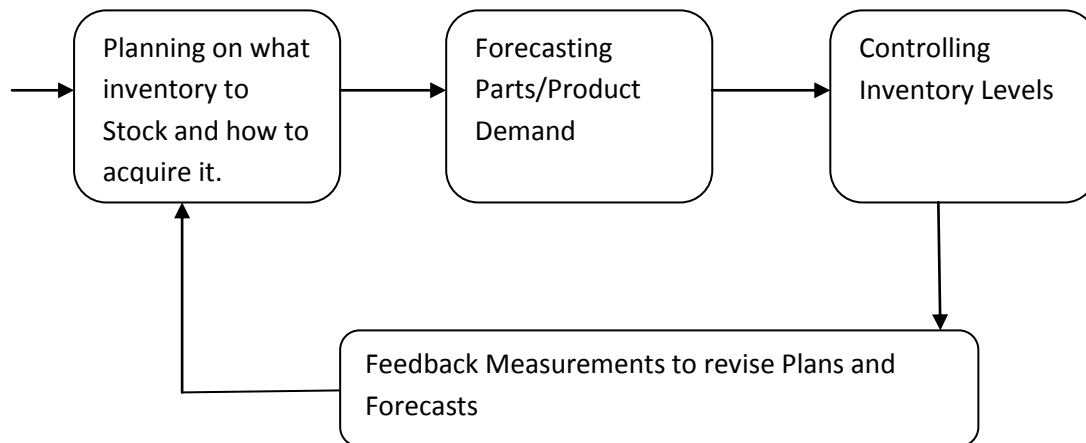 Planning on what
inventory to
Stock and how to
acquire it.
Forecasting
Parts/Product
Demand
Controlling
Inventory Levels
Feedback Measurements to revise Plans and
Forecasts